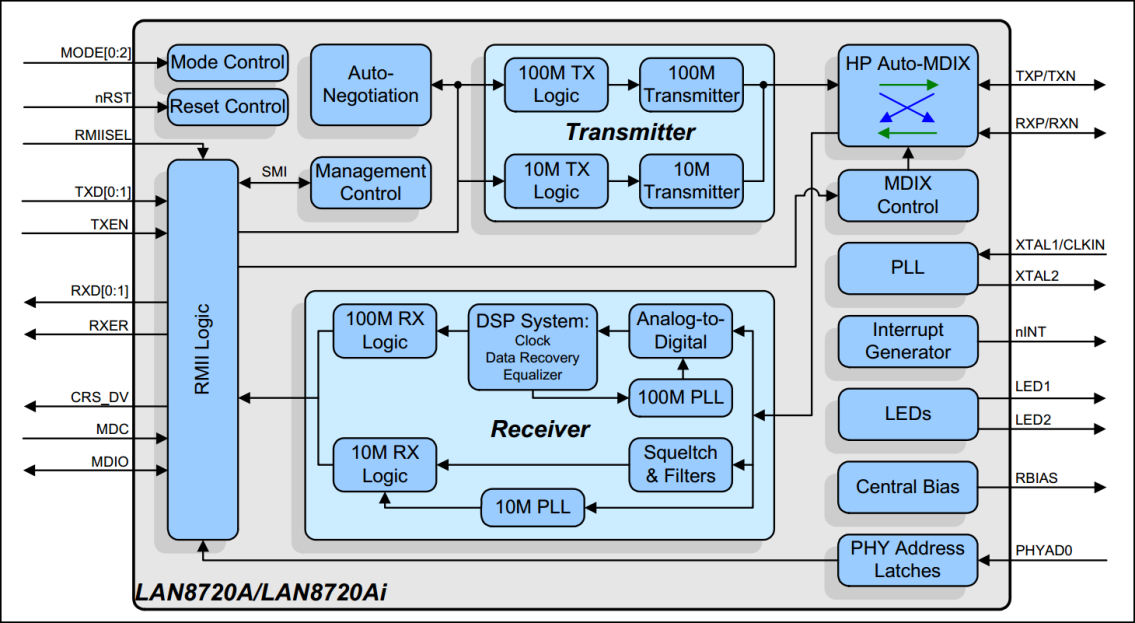 MODE[0:2]
nRST
RMIISEL
TXD[0:1]
TXEN
RXD[0:1]
RXER
CRS_DV
MDC
MDIO
Mode Control
Reset Control
RMII Logic
SMI
Auto-
Negotiation
Management
Control
100M TX
Logic
100M
Transmitter
Transmitter
10M TX
Logic
10M
Transmitter
100M RX
Logic
DSP System:
Clock
Data Recovery
Equalizer
Analog-to-
Digital
100M PLL
Receiver
10M RX
Logic
Squeltch
& Filters
10M PLL
HP Auto-MDIX
MDIX
Control
PLL
Interrupt
Generator
LEDs
Central Bias
PHY Address
Latches
TXP/TXN
RXP/RXN
XTAL1/CLKIN
XTAL2
nINT
LED1
LED2
RBIAS
PHYAD0
LAN8720A/LAN8720Ai